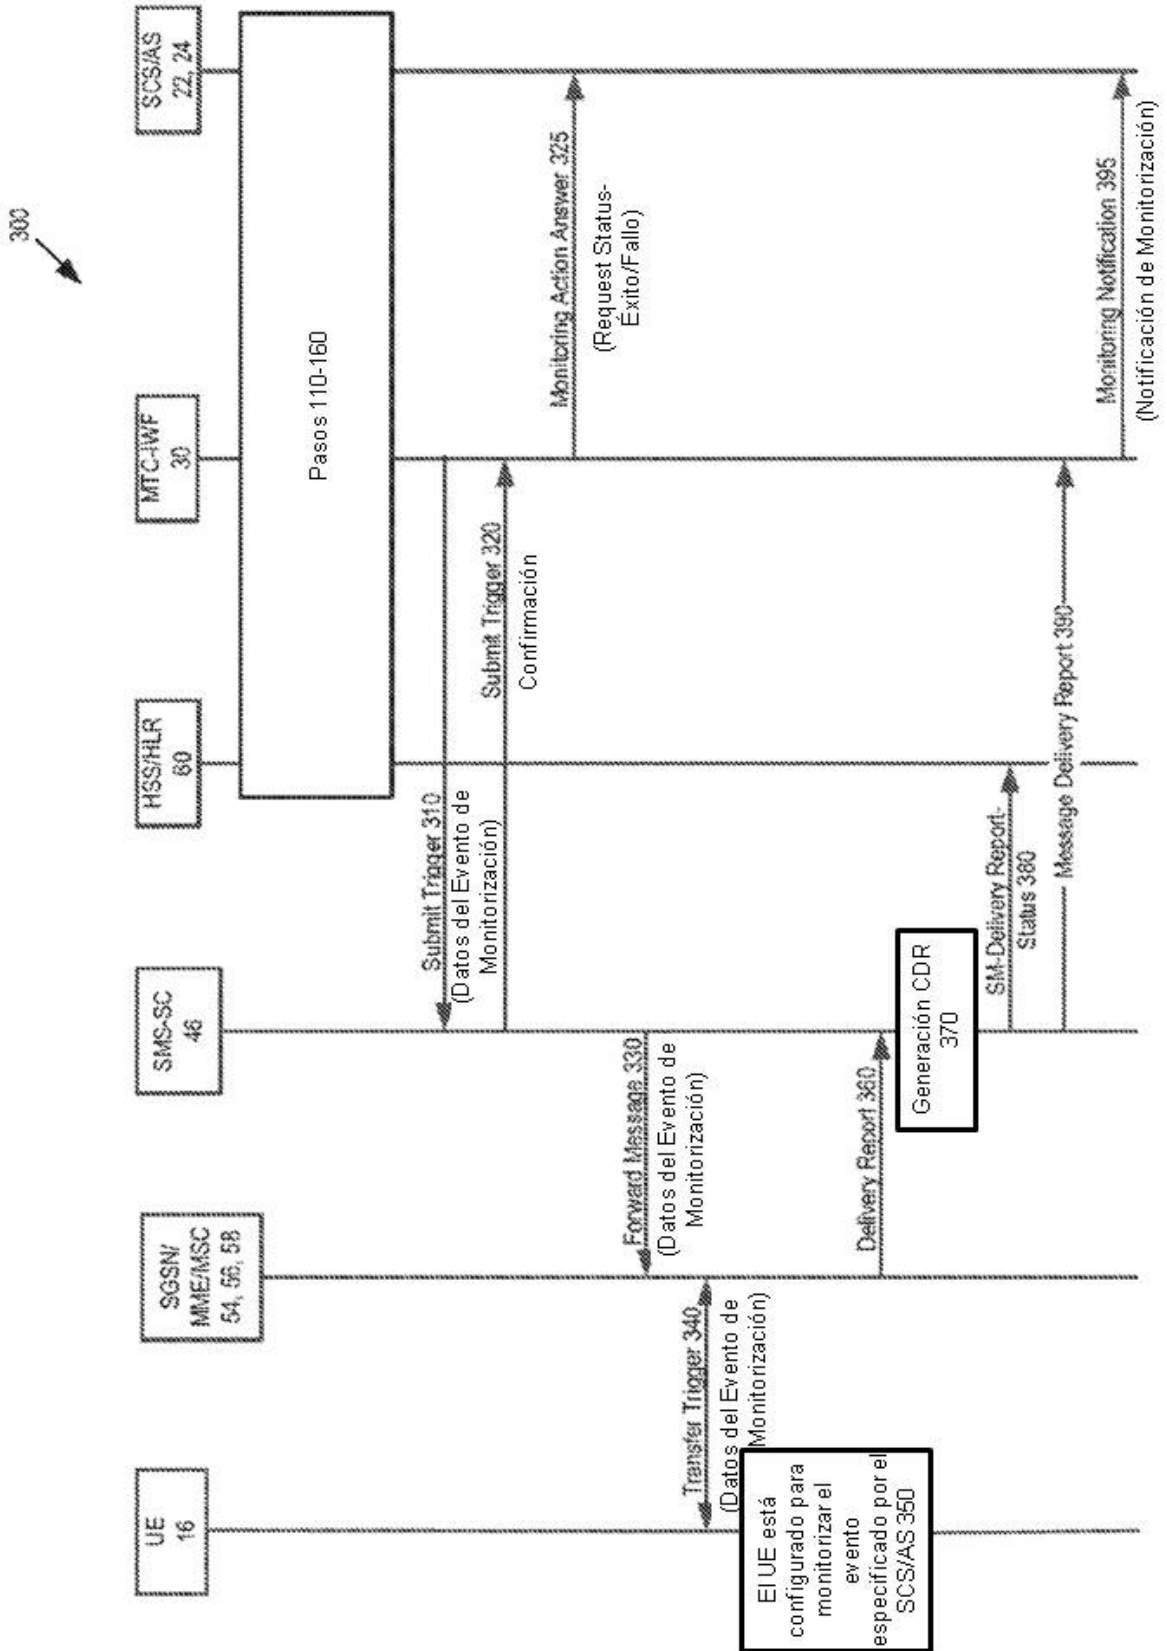 300
UE
16
SGSN/
MME/MSC
54, 56, 58
SMS-SC
46
HSS/HLR
60
MTC-IWF
30
SCS/AS
22, 24
Pasos 110-160
Submit Trigger 310
(Datos del Evento de
Monitorización)
Submit Trigger 320
Confirmación
Monitoring Action Answer 325
(Request Status-
Éxito/Fallo)
Forward Message 330
(Datos del Evento de
Monitorización)
Transfer Trigger 340
(Datos del Evento de
Monitorización)
El UE está
configurado para
monitorizar el
evento
especificado por el
SCS/AS 350
Delivery Report 360
Generación CDR
370
SM-Delivery Report-
Status 380
Message Delivery Report 390
Monitoring Notification 395
(Notificación de Monitorización)